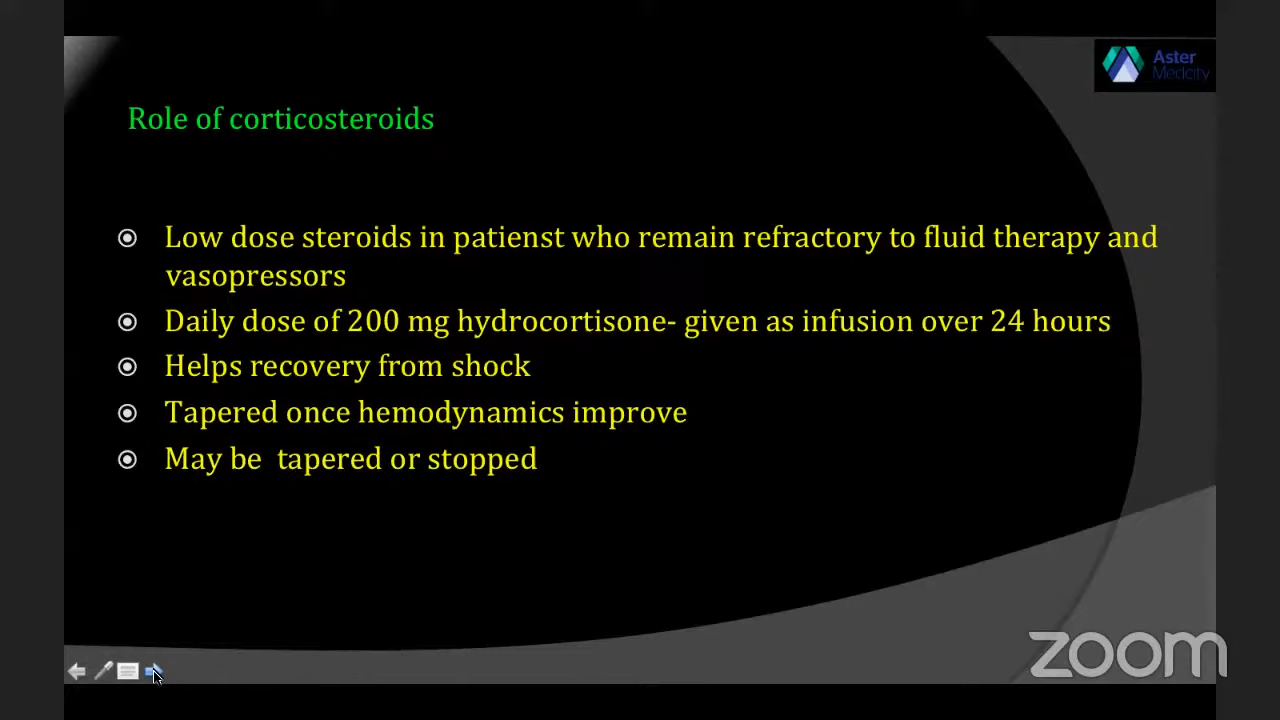 Aster
Medcity
Role of corticosteroids
Low dose steroids in patienst who remain refractory to fluid therapy and
vasopressors
Daily dose of 200 mg hydrocortisone- given as infusion over 24 hours
Helps recovery from shock
Tapered once hemodynamics improve
May be  tapered or stopped
zoom